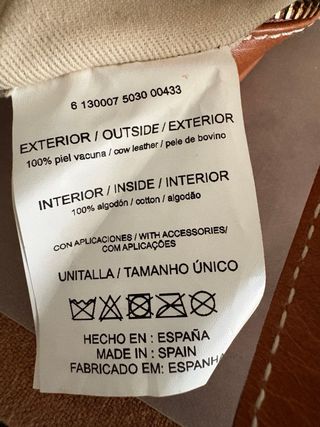 6 130007 5030 00433
EXTERIOR / OUTSIDE / EXTERIOR
100% piel vacuna / cow leather / pele de bovino
INTERIOR / INSIDE / INTERIOR
100% algodón / cotton / algodão
CON APLICACIONES / WITH ACCESSORIES/
COM APLICAÇÕES
UNITALLA / TAMANHO ÚNICO
HECHO EN : ESPAÑA
MADE IN : SPAIN
FABRICADO EM: ESPANHA